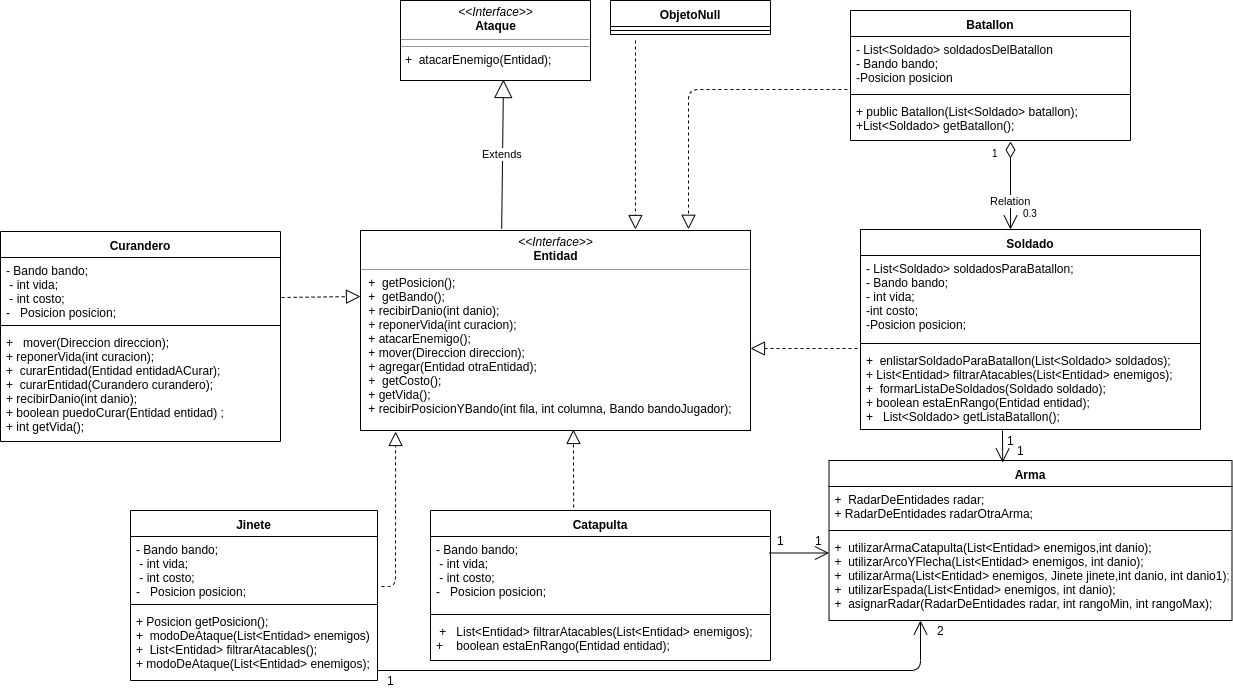 <<Interface>>
Ataque
+  atacarEnemigo(Entidad);
ObjetoNull
Batallon
- List<Soldado> soldadosDelBatallon
- Bando bando;
-Posicion posicion
+ public Batallon(List<Soldado> batallon);
+List<Soldado> getBatallon();
Extends
1
Relation
0.3
Curandero
- Bando bando;
- int vida;
- int costo;
-   Posicion posicion;
+   mover(Direccion direccion);
+ reponerVida(int curacion);
+  curarEntidad(Entidad entidadACurar);
+  curarEntidad(Curandero curandero);
+ recibirDanio(int danio);
+ boolean puedoCurar(Entidad entidad) ;
+ int getVida();
<<Interface>>
Entidad
+  getPosicion();
+  getBando();
+ recibirDanio(int danio);
+ reponerVida(int curacion);
+ atacarEnemigo();
+ mover(Direccion direccion);
+ agregar(Entidad otraEntidad);
+  getCosto();
+ getVida();
+ recibirPosicionYBando(int fila, int columna, Bando bandoJugador);
Soldado
- List<Soldado> soldadosParaBatallon;
- Bando bando;
- int vida;
-int costo;
-Posicion posicion;
+  enlistarSoldadoParaBatallon(List<Soldado> soldados);
+ List<Entidad> filtrarAtacables(List<Entidad> enemigos);
+  formarListaDeSoldados(Soldado soldado);
+ boolean estaEnRango(Entidad entidad);
+   List<Soldado> getListaBatallon();
1
1
Jinete
- Bando bando;
- int vida;
- int costo;
-   Posicion posicion;
+ Posicion getPosicion();
+  modoDeAtaque(List<Entidad> enemigos)
+  List<Entidad> filtrarAtacables();
+ modoDeAtaque(List<Entidad> enemigos);
Catapulta
- Bando bando;
- int vida;
- int costo;
-   Posicion posicion;
+   List<Entidad> filtrarAtacables(List<Entidad> enemigos);
+    boolean estaEnRango(Entidad entidad);
1
1
Arma
+  RadarDeEntidades radar;
+ RadarDeEntidades radarOtraArma;
+  utilizarArmaCatapulta(List<Entidad> enemigos,int danio);
+  utilizarArcoYFlecha(List<Entidad> enemigos, int danio);
+  utilizarArma(List<Entidad> enemigos, Jinete jinete,int danio, int danio1);
+  utilizarEspada(List<Entidad> enemigos, int danio);
+  asignarRadar(RadarDeEntidades radar, int rangoMin, int rangoMax);
2
1